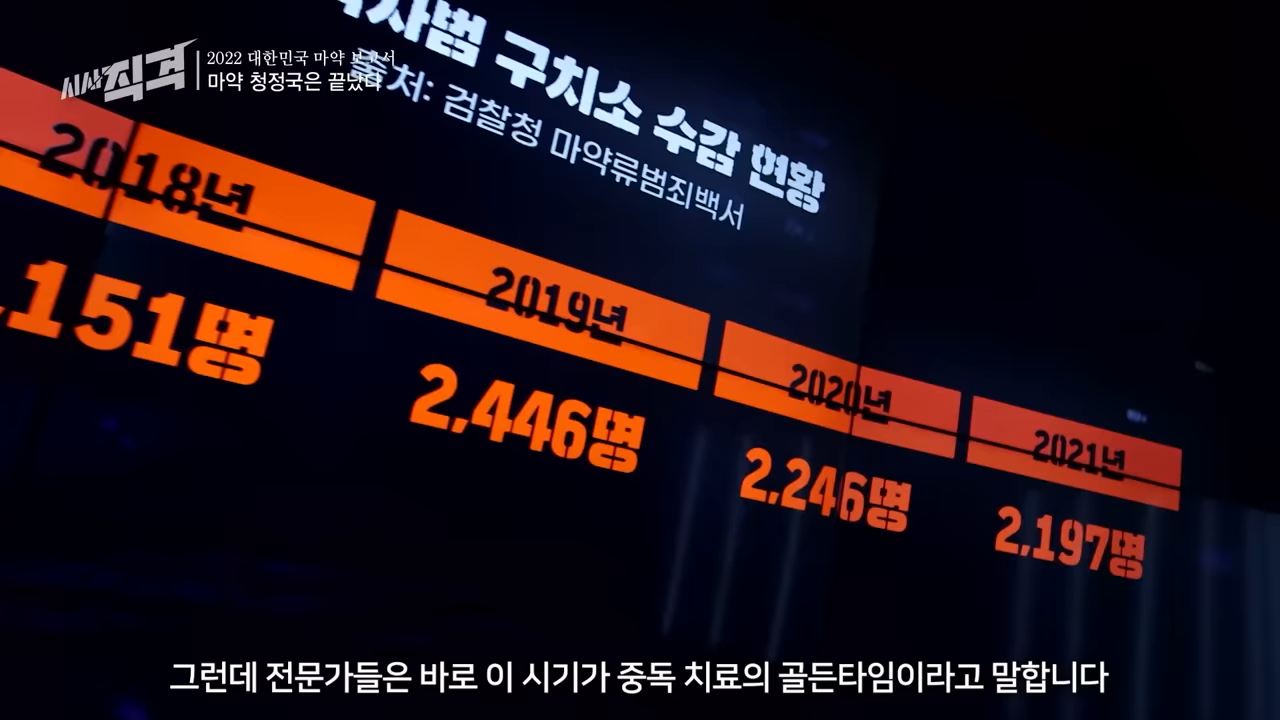 시사직격
2022 대한민국 마약 보고서
마약 청정국은 끝났다
구치소 수감 현황
출처: 검찰청 마약류범죄백서
2018년
2019년
2020년
2021년
151명
2,446명
2,246명
2,197명
그런데 전문가들은 바로 이 시기가 중독 치료의 골든타임이라고 말합니다